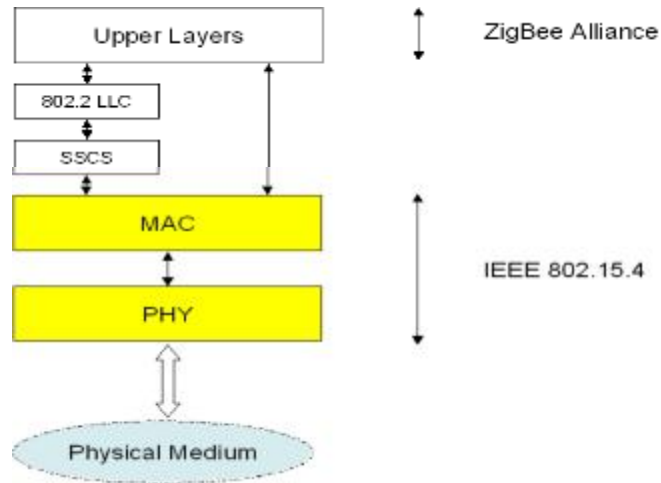 Upper Layers
ZigBee Alliance
802.2 LLC
SSCS
MAC
IEEE 802.15.4
PHY
Physical Medium